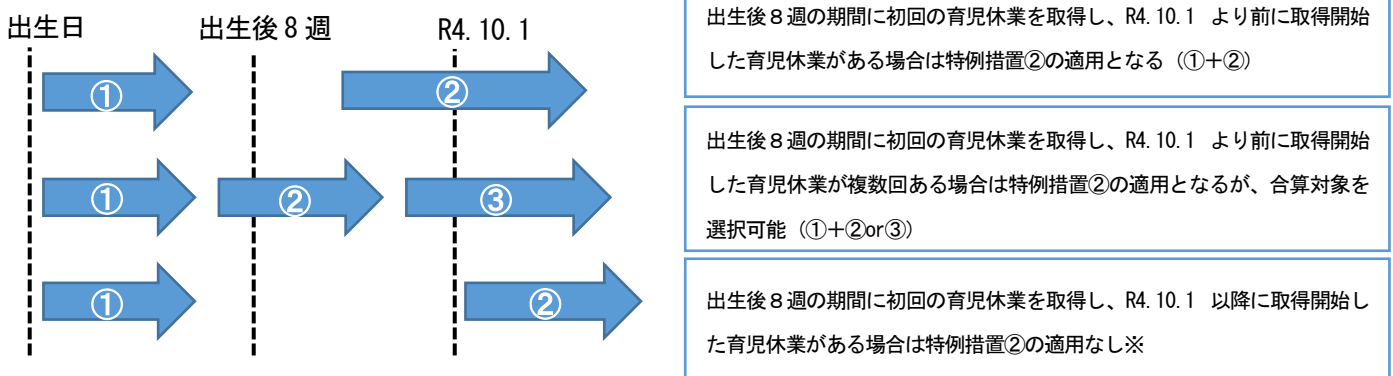 出生日 出生後８週 R4.10.1
① ②
① ② ③
① ②
出生後８週の期間に初回の育児休業を取得し、R4.10.1 より前に取得開始
した育児休業がある場合は特例措置②の適用となる（①＋②）
出生後８週の期間に初回の育児休業を取得し、R4.10.1 より前に取得開始
した育児休業が複数回ある場合は特例措置②の適用となるが、合算対象を
選択可能（①＋②or③）
出生後８週の期間に初回の育児休業を取得し、R4.10.1 以降に取得開始し
た育児休業がある場合は特例措置②の適用なし※